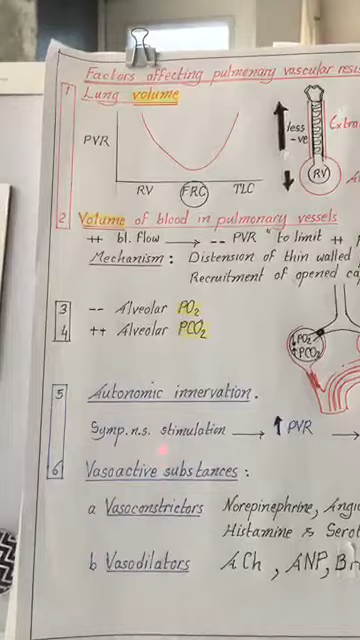 Factors affecting pulmonary vascular resis
1 Lung volume
PVR
RV FRC TLC
less
-ve
Extra
RV
2 Volume of blood in pulmonary vessels
++ bl. flow → -- PVR " to limit ++
Mechanism : Distension of thin walled
Recruitment of opened ca
3 -- Alveolar PO₂
4 ++ Alveolar PCO₂
↓PO₂
↑PCO₂
5 Autonomic innervation.
Symp. n.s. stimulation → ↑ PVR →
6 Vasoactive substances :
a Vasoconstrictors Norepinephrine, Angio
Histamine & Serot
b Vasodilators ACh , ANP, Br